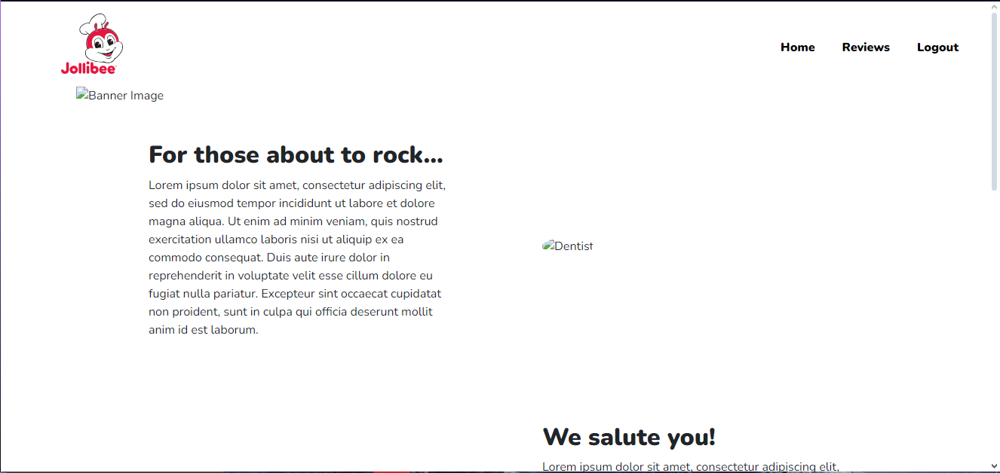 Jollibee
Home Reviews Logout
Banner Image
For those about to rock...
Lorem ipsum dolor sit amet, consectetur adipiscing elit,
sed do eiusmod tempor incididunt ut labore et dolore
magna aliqua. Ut enim ad minim veniam, quis nostrud
exercitation ullamco laboris nisi ut aliquip ex ea
commodo consequat. Duis aute irure dolor in
reprehenderit in voluptate velit esse cillum dolore eu
fugiat nulla pariatur. Excepteur sint occaecat cupidatat
non proident, sunt in culpa qui officia deserunt mollit
anim id est laborum.
Dentist
We salute you!
Lorem ipsum dolor sit amet, consectetur adipiscing elit,